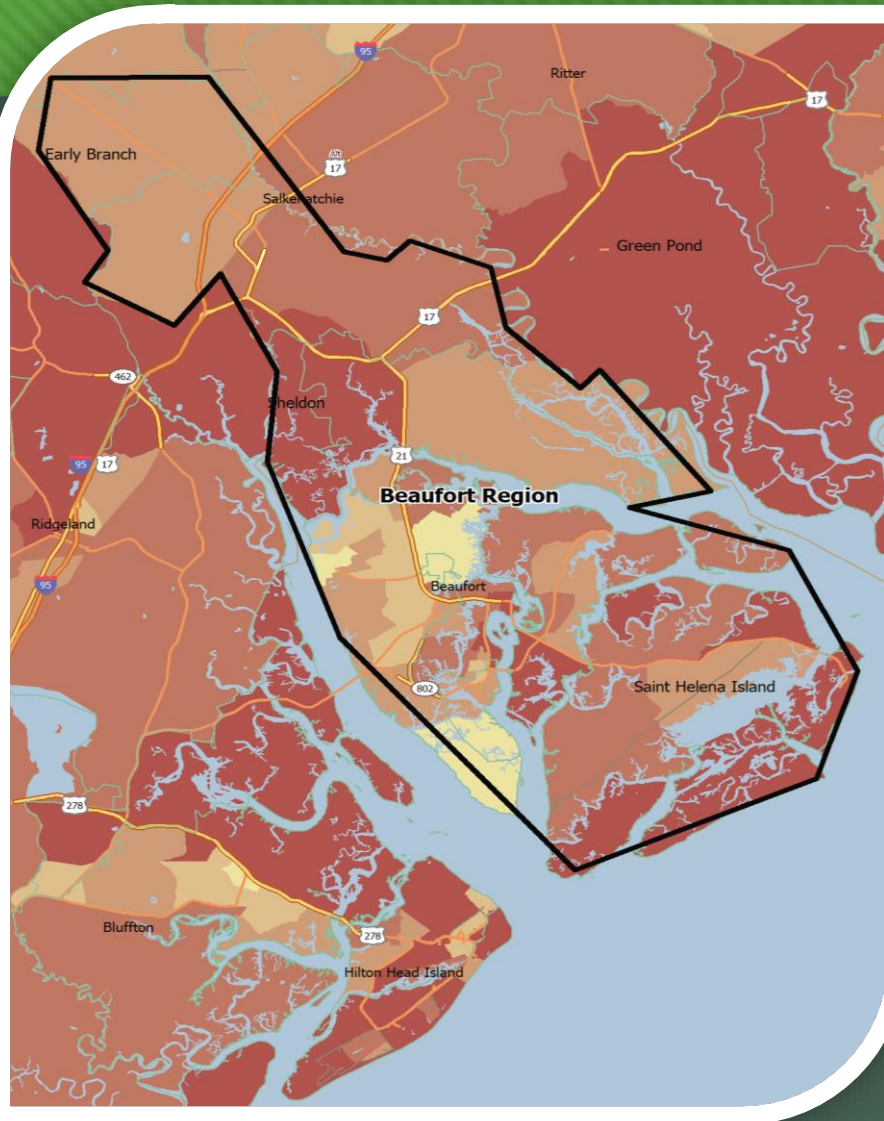 95
Ritter
17
Early Branch
Alt
17
Salkehatchie
Green Pond
17
462
Sheldon
21
95
17
Beaufort Region
Ridgeland
95
Beaufort
802
Saint Helena Island
278
Bluffton
278
Hilton Head Island